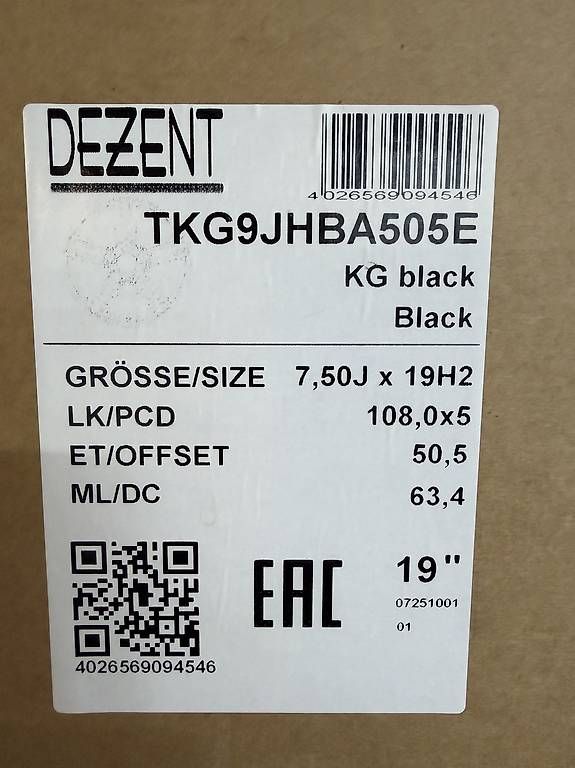 DEZENT
4026569094546
TKG9JHBA505E
KG black
Black
GRÖSSE/SIZE 7,50J x 19H2
LK/PCD 108,0x5
ET/OFFSET 50,5
ML/DC 63,4
EAC
19"
07251001
01
4026569094546